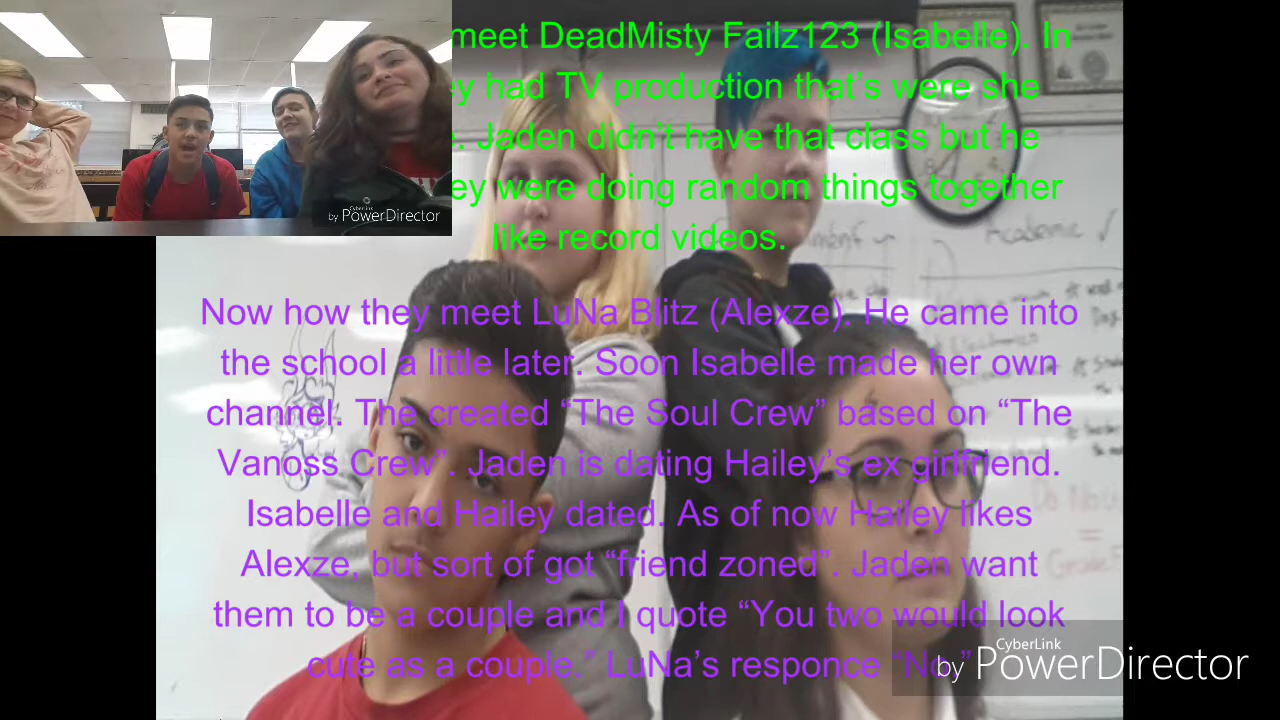 meet DeadMisty Failz123 (Isabelle). In
ey had TV production that's were she
. Jaden didn't have that class but he
ey were doing random things together
like record videos.
Now how they meet LuNa Blitz (Alexze). He came into
the school a little later. Soon Isabelle made her own
channel. The created “The Soul Crew” based on “The
Vanoss Crew”. Jaden is dating Hailey’s ex girlfriend.
Isabelle and Hailey dated. As of now Hailey likes
Alexze, but sort of got “friend zoned”. Jaden want
them to be a couple and I quote “You two would look
cute as a couple.” LuNa’s responce “No.”
CyberLink
by PowerDirector
CyberLink
by PowerDirector
Academic
Do Now
=